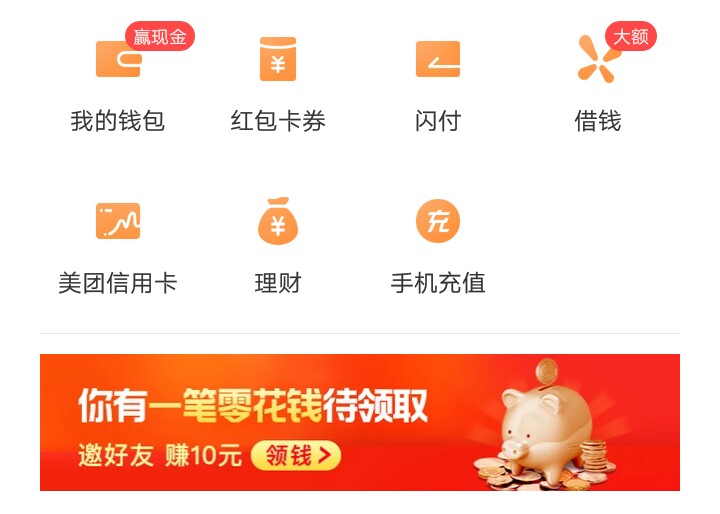 赢现金
大额
我的钱包 红包卡券 闪付 借钱
充
美团信用卡 理财 手机充值
你有一笔零花钱待领取
邀好友 赚10元 领钱>